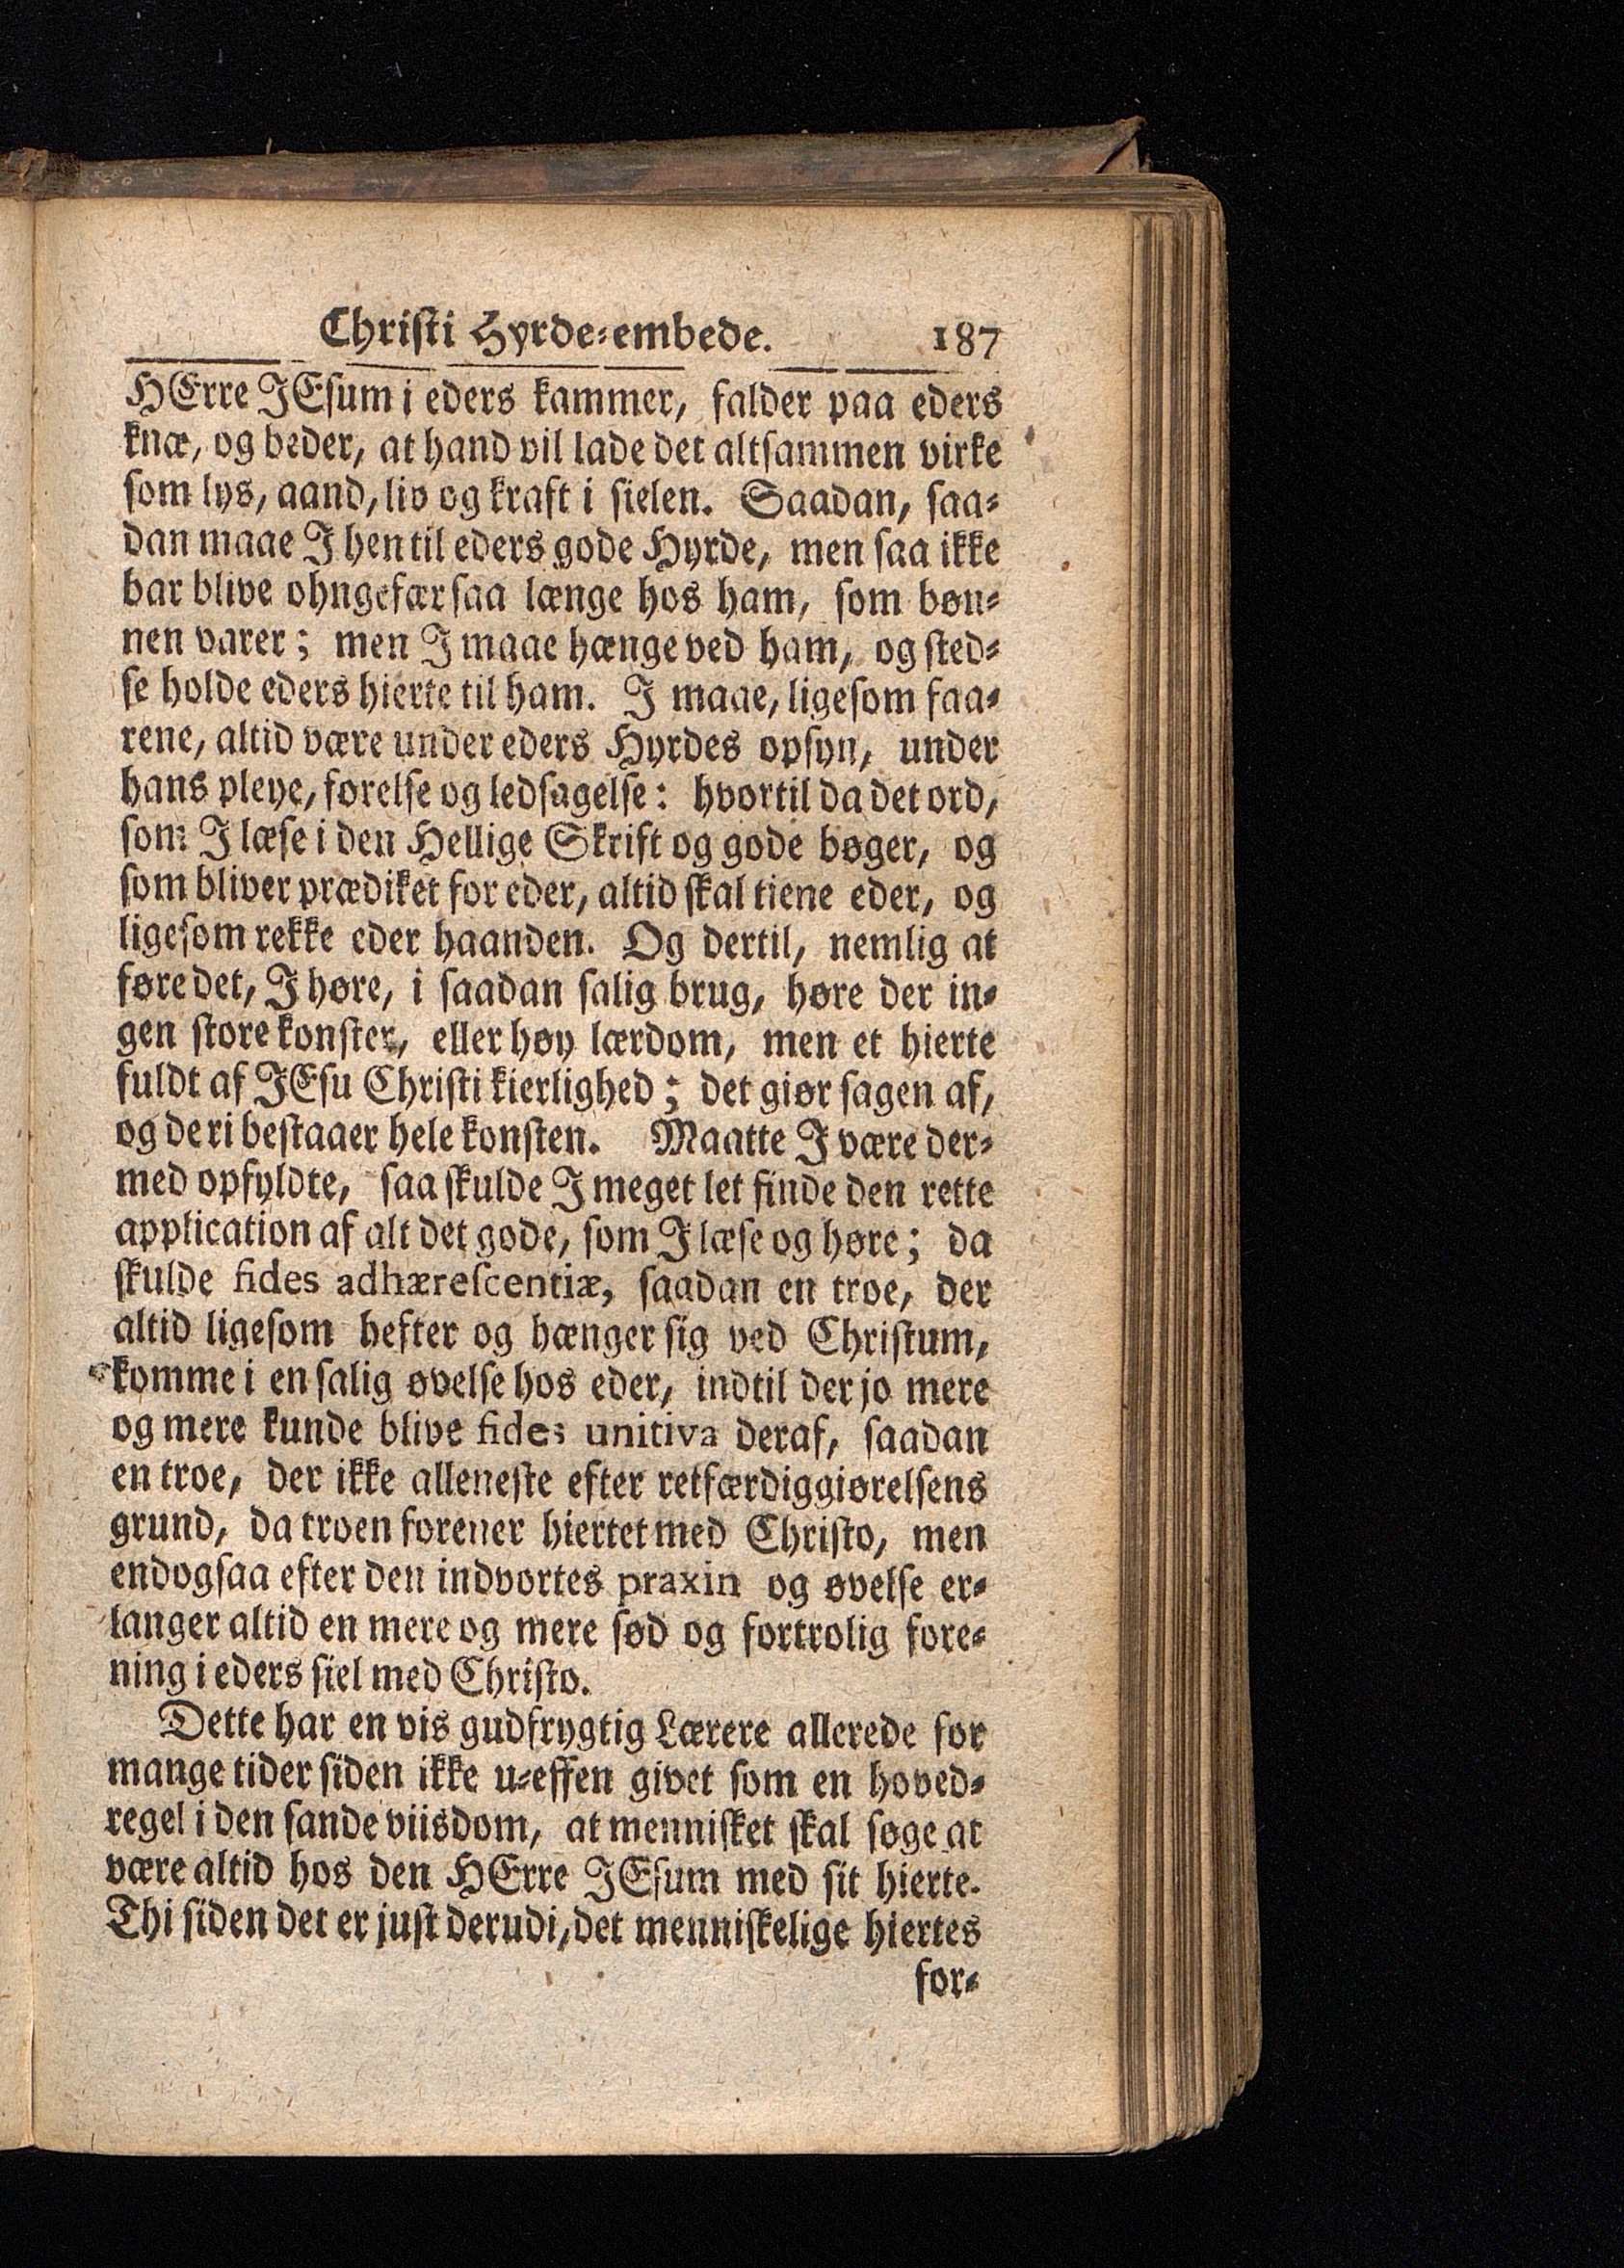 Christi Hyrde-embede. 187
HErre JEsum i eders kammer, falder paa eders
knæ, og beder, at hand vil lade det altsammen virke
som lys, aand, liv og kraft i sielen. Saadan, saa-
dan maae I hen til eders gode Hyrde, men saa ikke
bar blive ohngefær saa længe hos ham, som bøn-
nen varer; men I maae hænge ved ham, og sted-
se holde eders hierte til ham. I maae, ligesom faa-
rene, altid være under eders Hyrdes opsyn, under
hans pleye, førelse og ledsagelse: hvortil da det ord,
som I læse i den Hellige Skrift og gode bøger, og
som bliver prædiket for eder, altid skal tiene eder, og
ligesom rekke eder haanden. Og dertil, nemlig at
føre det, I høre, i saadan salig brug, høre der in-
gen store konster, eller høy lærdom, men et hierte
fuldt af JEsu Christi kierlighed; det giør sagen af,
og deri bestaaer hele konsten. Maatte I være der-
med opfyldte, saa skulde I meget let finde den rette
application af alt det gode, som I læse og høre; da
skulde fides adhærescentiæ, saadan en troe, der
altid ligesom hefter og hænger sig ved Christum,
komme i en salig øvelse hos eder, indtil der jo mere
og mere kunde blive fides unitiva deraf, saadan
en troe, der ikke alleneste efter retfærdiggiørelsens
grund, da troen forener hiertet med Christo, men
endogsaa efter den indvortes praxin og øvelse er-
langer altid en mere og mere sød og fortrolig fore-
ning i eders siel med Christo.
Dette har en vis gudfrygtig Lærere allerede for
mange tider siden ikke u-effen givet som en hoved-
regel i den sande viisdom, at mennisket skal søge at
være altid hos den HErre JEsum med sit hierte.
Thi siden det er just derudi, det menniskelige hiertes
for-